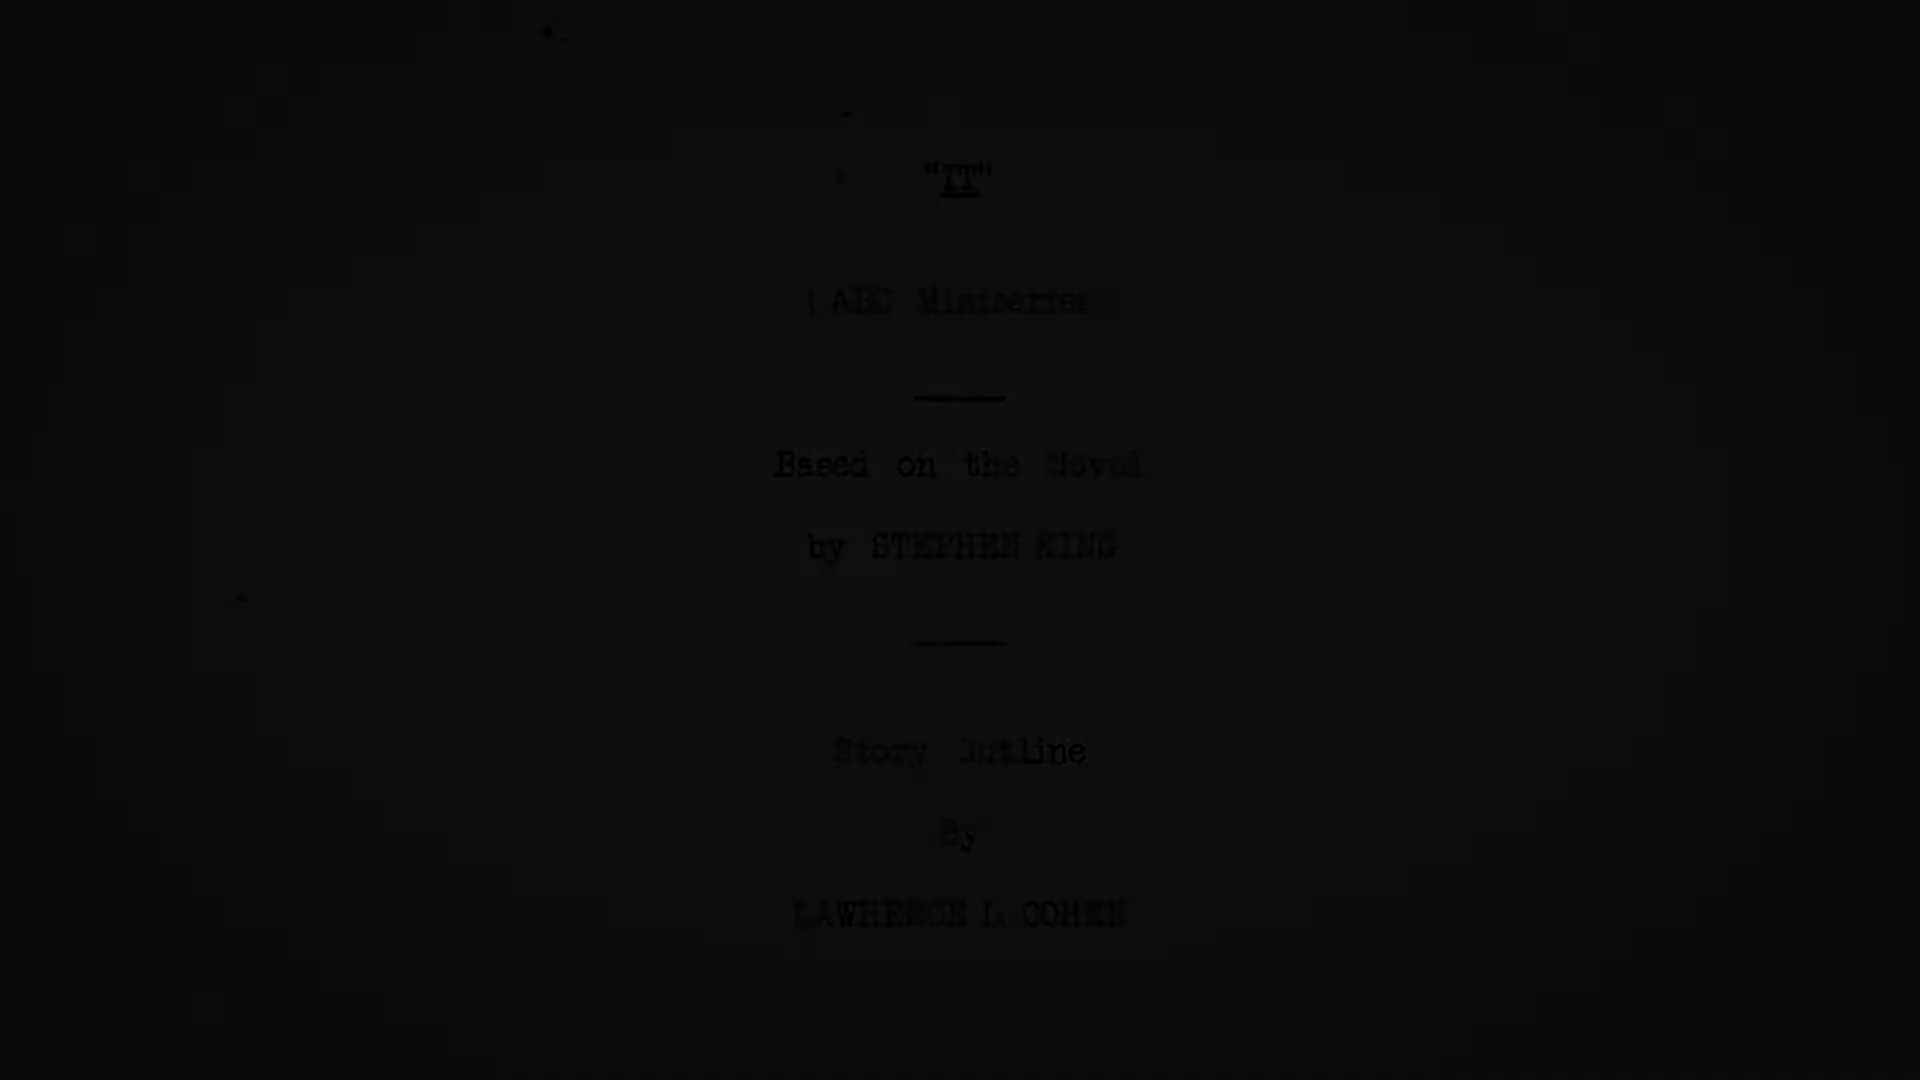 "IT"
( ABC Miniseries
Based on the Novel
by STEPHEN KING
Story Outline
By
LAWRENCE D. COHEN